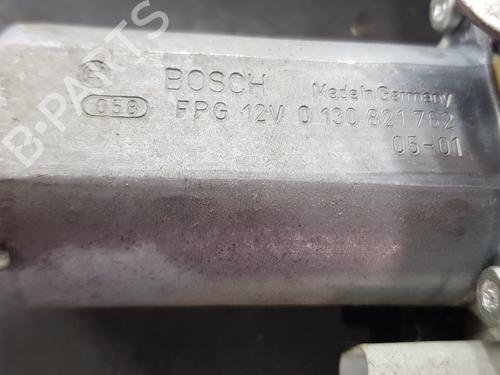 BOSCH Made in Germany
058 FPG 12V 0 130 821 762
05-01
B-PARTS